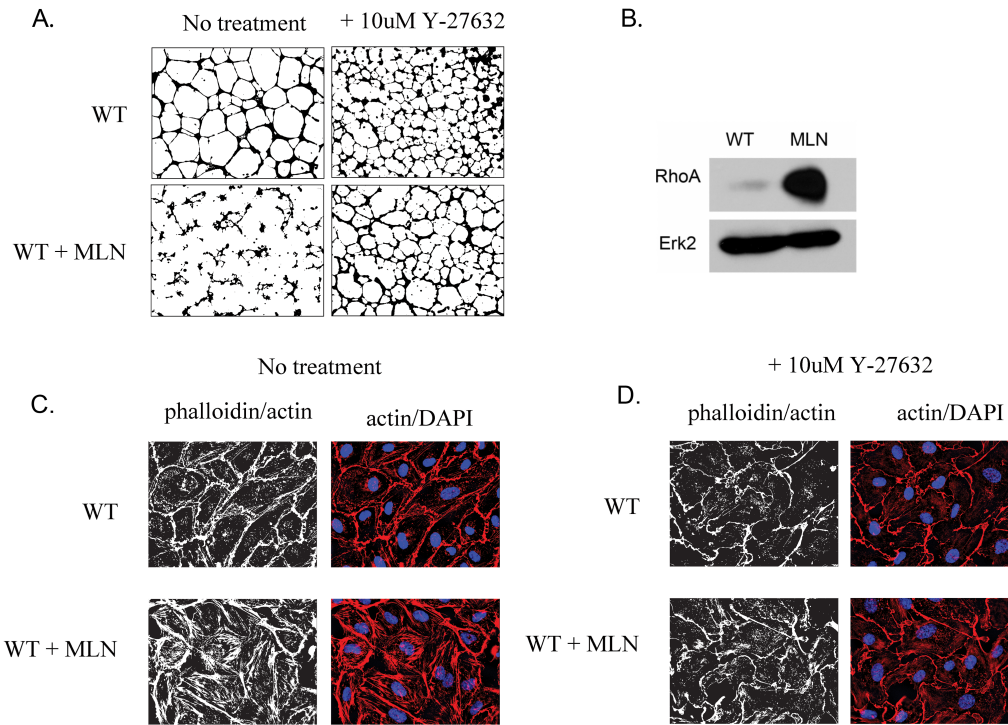 A.
No treatment
+ 10uM Y-27632
WT
WT + MLN
B.
WT MLN
RhoA
Erk2
No treatment
C.
phalloidin/actin
actin/DAPI
WT
WT + MLN
+ 10uM Y-27632
D.
phalloidin/actin
actin/DAPI
WT
WT + MLN